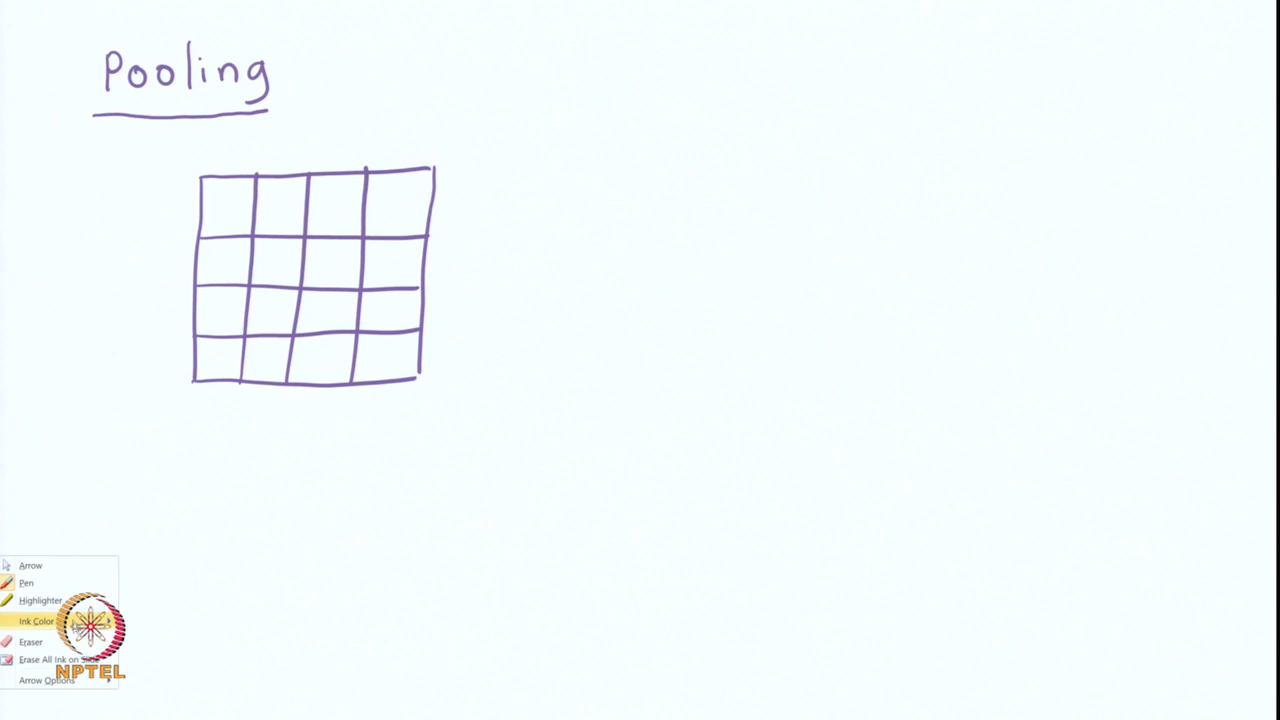 Pooling
Arrow
Pen
Highlighter
Ink Color
Eraser
Erase All Ink on Slide
NPTEL
Arrow Options